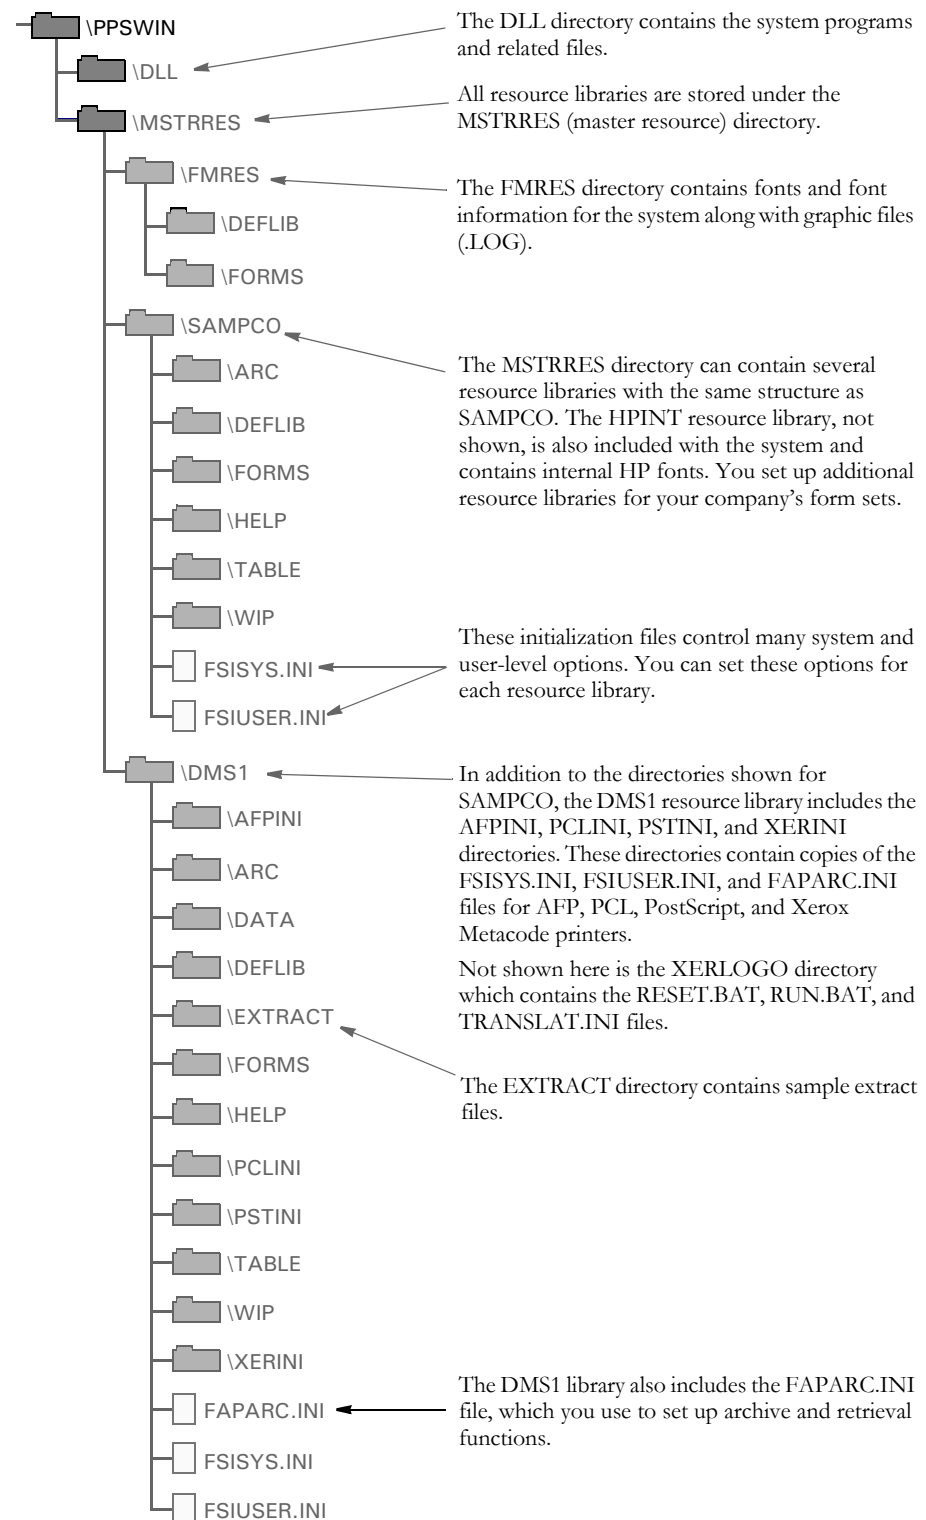 \PPSWIN
The DLL directory contains the system programs
and related files.
\DLL
All resource libraries are stored under the
MSTRRES (master resource) directory.
\MSTRRES
\FMRES
The FMRES directory contains fonts and font
information for the system along with graphic files
(.LOG).
\DEFLIB
\FORMS
\SAMPCO
The MSTRRES directory can contain several
resource libraries with the same structure as
SAMPCO. The HPINT resource library, not
shown, is also included with the system and
contains internal HP fonts. You set up additional
resource libraries for your company’s form sets.
\ARC
\DEFLIB
\FORMS
\HELP
\TABLE
\WIP
These initialization files control many system and
user-level options. You can set these options for
each resource library.
FSISYS.INI
FSIUSER.INI
\DMS1
In addition to the directories shown for
SAMPCO, the DMS1 resource library includes the
AFPINI, PCLINI, PSTINI, and XERINI
directories. These directories contain copies of the
FSISYS.INI, FSIUSER.INI, and FAPARC.INI
files for AFP, PCL, PostScript, and Xerox
Metacode printers.
Not shown here is the XERLOGO directory
which contains the RESET.BAT, RUN.BAT, and
TRANSLAT.INI files.
\AFPINI
\ARC
\DATA
\DEFLIB
\EXTRACT
The EXTRACT directory contains sample extract
files.
\FORMS
\HELP
\PCLINI
\PSTINI
\TABLE
\WIP
\XERINI
The DMS1 library also includes the FAPARC.INI
file, which you use to set up archive and retrieval
functions.
FAPARC.INI
FSISYS.INI
FSIUSER.INI